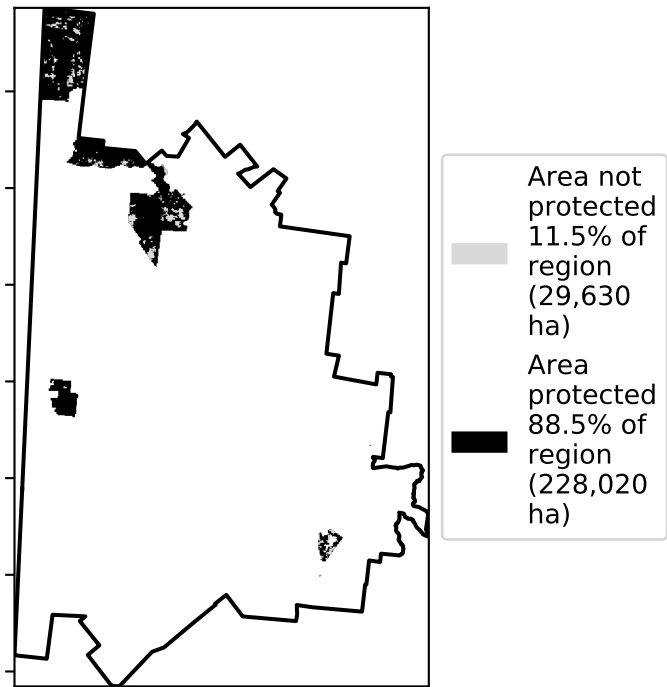 Area not
protected
11.5% of
region
(29,630
ha)
Area
protected
88.5% of
region
(228,020
ha)